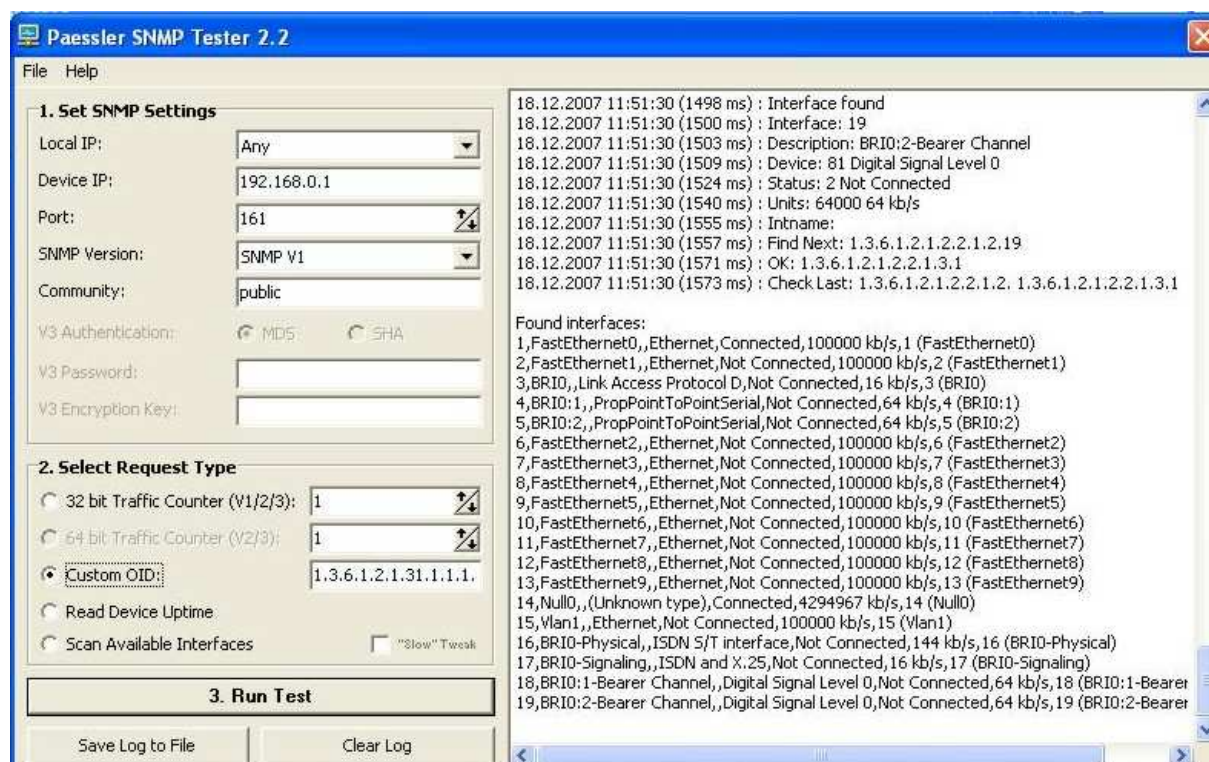 Paessler SNMP Tester 2.2
File Help
1. Set SNMP Settings
Local IP: Any
Device IP: 192.168.0.1
Port: 161
SNMP Version: SNMP V1
Community: public
V3 Authentication: MD5 SHA
V3 Password:
V3 Encryption Key:
2. Select Request Type
32 bit Traffic Counter (V1/2/3): 1
64 bit Traffic Counter (V2/3): 1
Custom OID: 1.3.6.1.2.1.31.1.1.1.
Read Device Uptime
Scan Available Interfaces "Slow" Tweak
3. Run Test
Save Log to File Clear Log
18.12.2007 11:51:30 (1498 ms) : Interface found
18.12.2007 11:51:30 (1500 ms) : Interface: 19
18.12.2007 11:51:30 (1503 ms) : Description: BRI0:2-Bearer Channel
18.12.2007 11:51:30 (1509 ms) : Device: 81 Digital Signal Level 0
18.12.2007 11:51:30 (1524 ms) : Status: 2 Not Connected
18.12.2007 11:51:30 (1540 ms) : Units: 64000 64 kb/s
18.12.2007 11:51:30 (1555 ms) : Intname:
18.12.2007 11:51:30 (1557 ms) : Find Next: 1.3.6.1.2.1.2.2.1.2.19
18.12.2007 11:51:30 (1571 ms) : OK: 1.3.6.1.2.1.2.2.1.3.1
18.12.2007 11:51:30 (1573 ms) : Check Last: 1.3.6.1.2.1.2.2.1.2. 1.3.6.1.2.1.2.2.1.3.1
Found interfaces:
1,FastEthernet0,,Ethernet,Connected,100000 kb/s,1 (FastEthernet0)
2,FastEthernet1,,Ethernet,Not Connected,100000 kb/s,2 (FastEthernet1)
3,BRI0,,Link Access Protocol D,Not Connected,16 kb/s,3 (BRI0)
4,BRI0:1,,PropPointToPointSerial,Not Connected,64 kb/s,4 (BRI0:1)
5,BRI0:2,,PropPointToPointSerial,Not Connected,64 kb/s,5 (BRI0:2)
6,FastEthernet2,,Ethernet,Not Connected,100000 kb/s,6 (FastEthernet2)
7,FastEthernet3,,Ethernet,Not Connected,100000 kb/s,7 (FastEthernet3)
8,FastEthernet4,,Ethernet,Not Connected,100000 kb/s,8 (FastEthernet4)
9,FastEthernet5,,Ethernet,Not Connected,100000 kb/s,9 (FastEthernet5)
10,FastEthernet6,,Ethernet,Not Connected,100000 kb/s,10 (FastEthernet6)
11,FastEthernet7,,Ethernet,Not Connected,100000 kb/s,11 (FastEthernet7)
12,FastEthernet8,,Ethernet,Not Connected,100000 kb/s,12 (FastEthernet8)
13,FastEthernet9,,Ethernet,Not Connected,100000 kb/s,13 (FastEthernet9)
14,Null0,,(Unknown type),Connected,4294967 kb/s,14 (Null0)
15,Vlan1,,Ethernet,Not Connected,100000 kb/s,15 (Vlan1)
16,BRI0-Physical,,ISDN S/T interface,Not Connected,144 kb/s,16 (BRI0-Physical)
17,BRI0-Signaling,,ISDN and X.25,Not Connected,16 kb/s,17 (BRI0-Signaling)
18,BRI0:1-Bearer Channel,,Digital Signal Level 0,Not Connected,64 kb/s,18 (BRI0:1-Bearer
19,BRI0:2-Bearer Channel,,Digital Signal Level 0,Not Connected,64 kb/s,19 (BRI0:2-Bearer